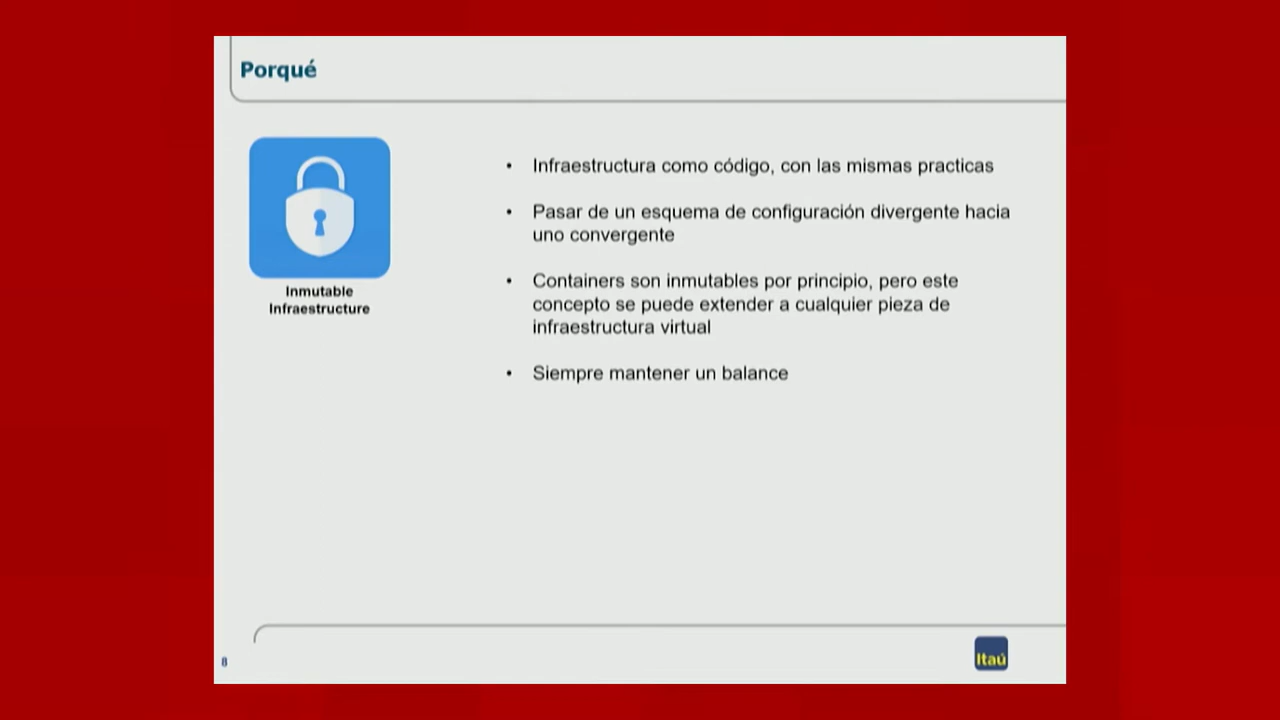 Porqué
Inmutable
Infraestructure
• Infraestructura como código, con las mismas practicas
• Pasar de un esquema de configuración divergente hacia
uno convergente
• Containers son inmutables por principio, pero este
concepto se puede extender a cualquier pieza de
infraestructura virtual
• Siempre mantener un balance
8
Itaú